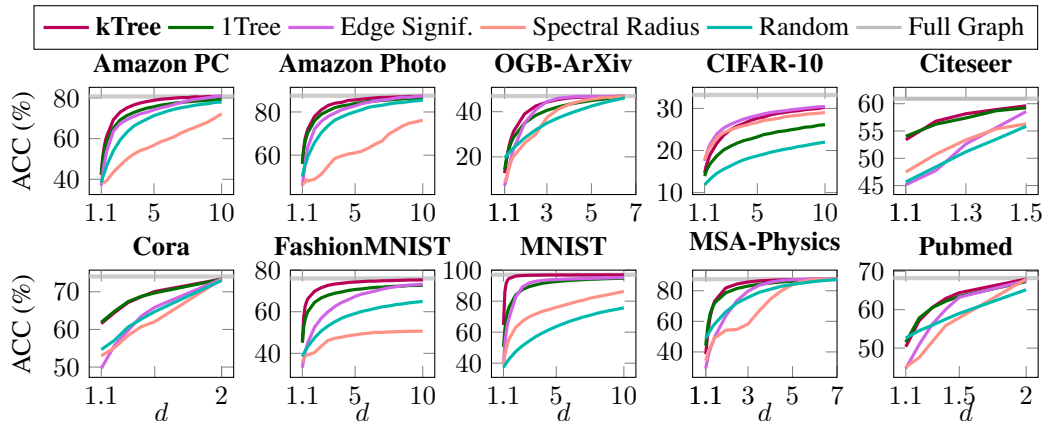 kTree 1Tree Edge Signif. Spectral Radius Random Full Graph
Amazon PC Amazon Photo OGB-ArXiv CIFAR-10 Citeseer
ACC (%)
80
60
40
1.1 5 10
80
60
1.1 5 10
40
20
1.1 3 5 7
30
20
10
1.1 5 10
60
55
50
45
1.1 1.3 1.5
Cora FashionMNIST MNIST MSA-Physics Pubmed
ACC (%)
70
60
50
1.1 2
d
80
60
40
1.1 5 10
d
100
80
60
40
1.1 5 10
d
80
60
40
1.1 3 5 7
d
70
60
50
1.1 1.5 2
d